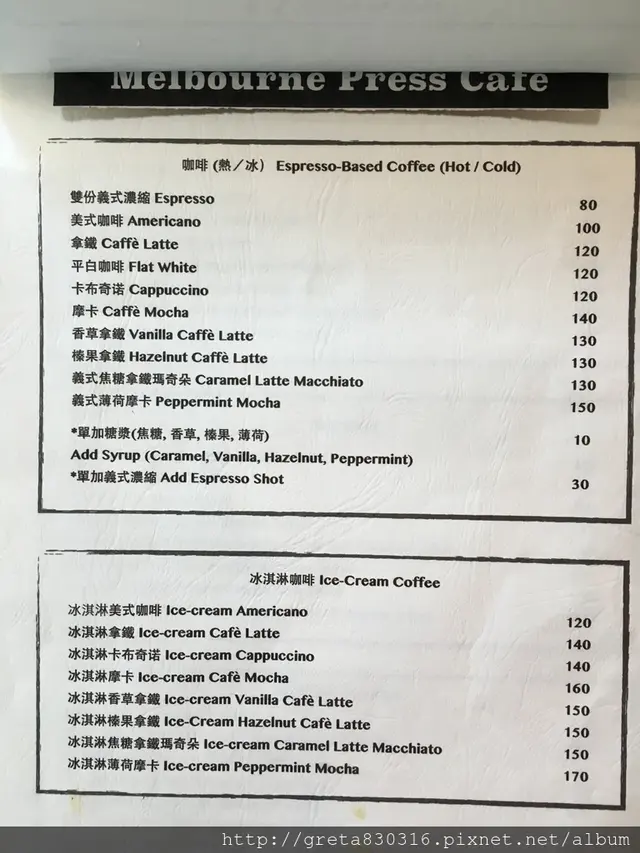 Melbourne Press Cafe
咖啡 (熱／冰) Espresso-Based Coffee (Hot / Cold)
雙份義式濃縮 Espresso 80
美式咖啡 Americano 100
拿鐵 Caffè Latte 120
平白咖啡 Flat White 120
卡布奇诺 Cappuccino 120
摩卡 Caffè Mocha 140
香草拿鐵 Vanilla Caffè Latte 130
榛果拿鐵 Hazelnut Caffè Latte 130
義式焦糖拿鐵瑪奇朵 Caramel Latte Macchiato 130
義式薄荷摩卡 Peppermint Mocha 150
*單加糖漿(焦糖, 香草, 榛果, 薄荷) 10
Add Syrup (Caramel, Vanilla, Hazelnut, Peppermint)
*單加義式濃縮 Add Espresso Shot 30
冰淇淋咖啡 Ice-Cream Coffee
冰淇淋美式咖啡 Ice-cream Americano 120
冰淇淋拿鐵 Ice-cream Cafè Latte 140
冰淇淋卡布奇诺 Ice-cream Cappuccino 140
冰淇淋摩卡 Ice-cream Cafè Mocha 160
冰淇淋香草拿鐵 Ice-cream Vanilla Cafè Latte 150
冰淇淋榛果拿鐵 Ice-Cream Hazelnut Cafè Latte 150
冰淇淋焦糖拿鐵瑪奇朵 Ice-cream Caramel Latte Macchiato 150
冰淇淋薄荷摩卡 Ice-cream Peppermint Mocha 170
http://greta830316.pixnet.net/album